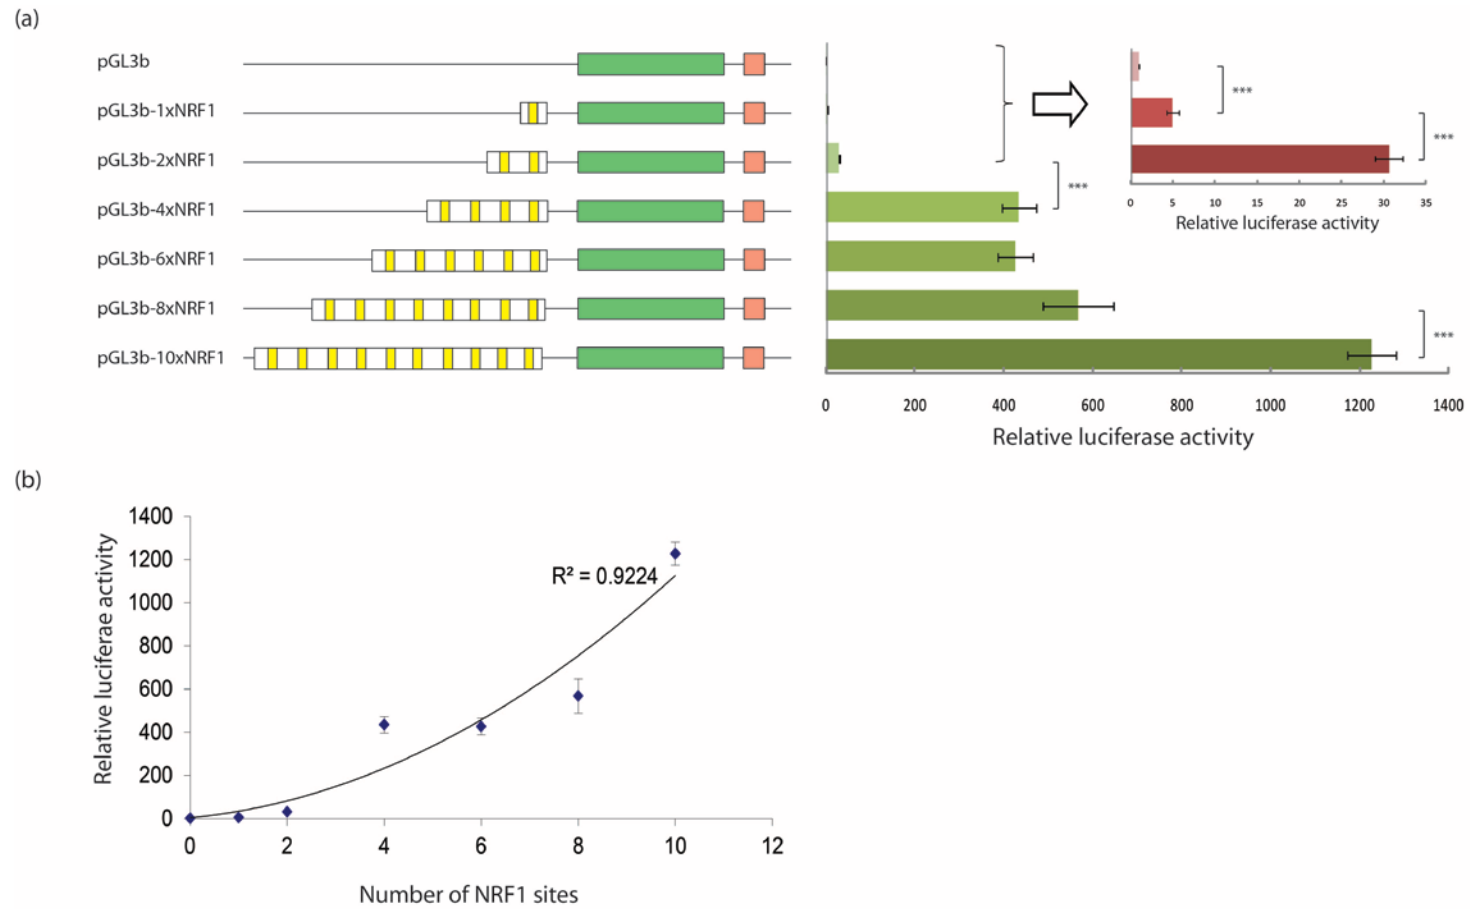 (a)
pGL3b
pGL3b-1xNRF1
pGL3b-2xNRF1
pGL3b-4xNRF1
pGL3b-6xNRF1
pGL3b-8xNRF1
pGL3b-10xNRF1
***
***
0 5 10 15 20 25 30 35
Relative luciferase activity
***
***
0 200 400 600 800 1000 1200 1400
Relative luciferase activity
(b)
Relative luciferae activity
1400
1200
1000
800
600
400
200
0
R² = 0.9224
0 2 4 6 8 10 12
Number of NRF1 sites